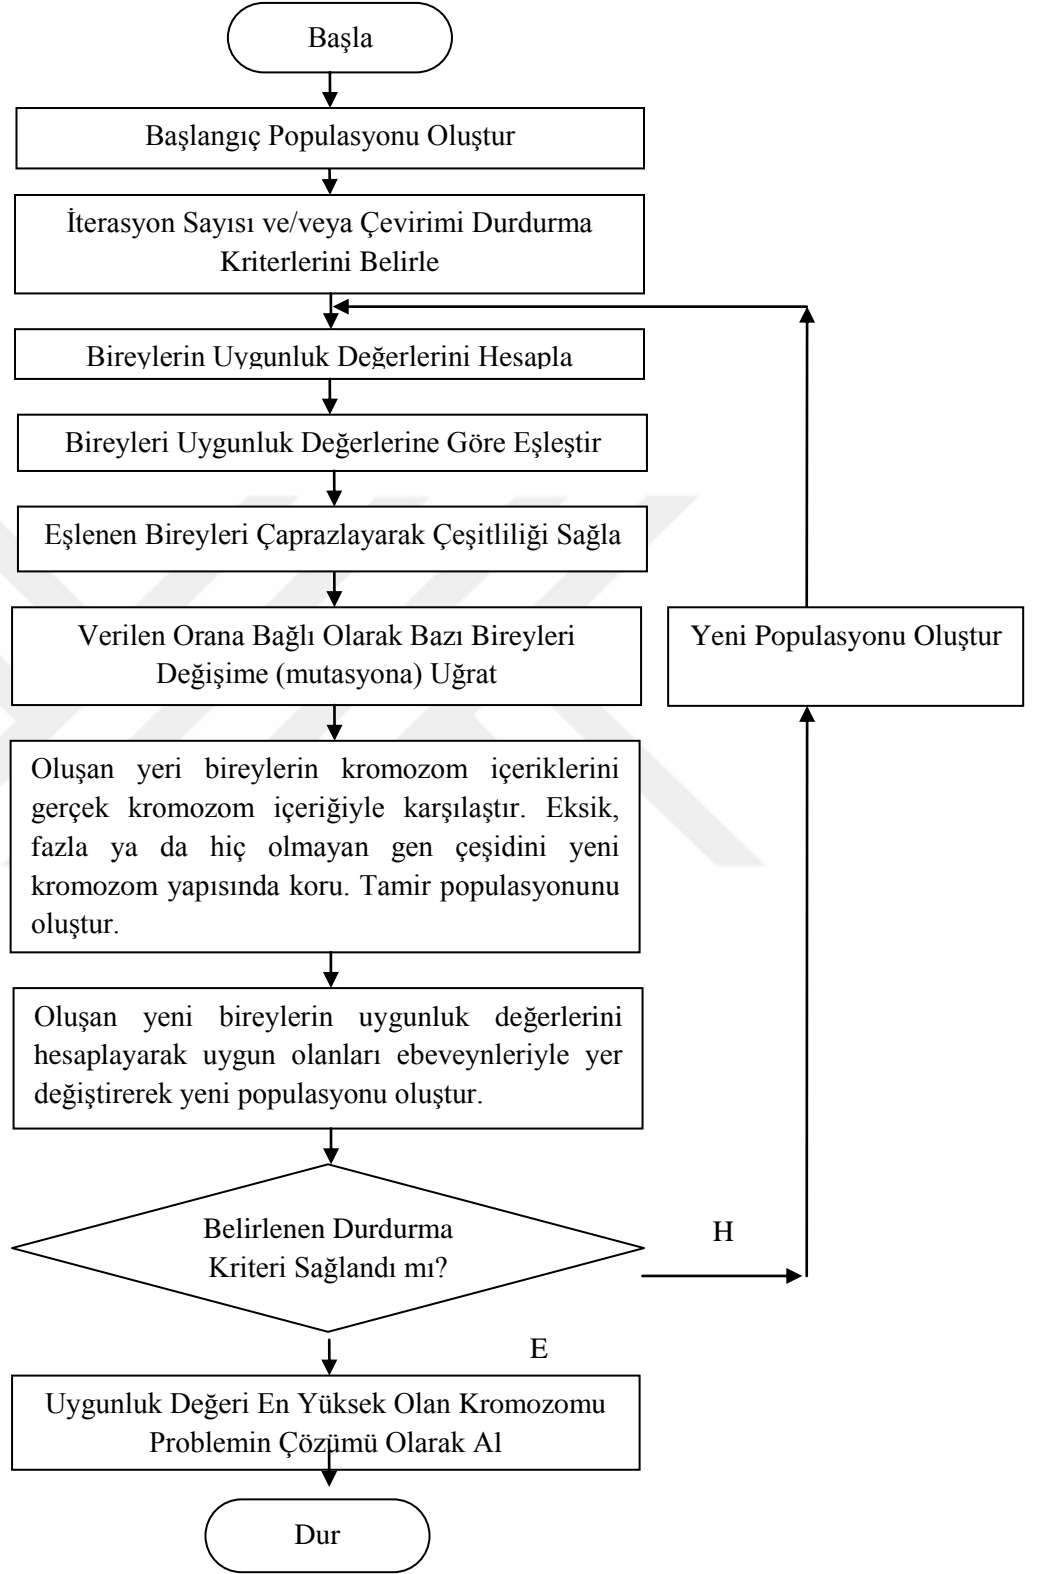 Başla
Başlangıç Populasyonu Oluştur
İterasyon Sayısı ve/veya Çevirimi Durdurma
Kriterlerini Belirle
Bireylerin Uygunluk Değerlerini Hesapla
Bireyleri Uygunluk Değerlerine Göre Eşleştir
Eşlenen Bireyleri Çaprazlayarak Çeşitliliği Sağla
Verilen Orana Bağlı Olarak Bazı Bireyleri
Değişime (mutasyona) Uğrat
Yeni Populasyonu Oluştur
Oluşan yeri bireylerin kromozom içeriklerini
gerçek kromozom içeriğiyle karşılaştır. Eksik,
fazla ya da hiç olmayan gen çeşidini yeni
kromozom yapısında koru. Tamir populasyonunu
oluştur.
Oluşan yeni bireylerin uygunluk değerlerini
hesaplayarak uygun olanları ebeveynleriyle yer
değiştirerek yeni populasyonu oluştur.
Belirlenen Durdurma
Kriteri Sağlandı mı?
H
E
Uygunluk Değeri En Yüksek Olan Kromozomu
Problemin Çözümü Olarak Al
Dur